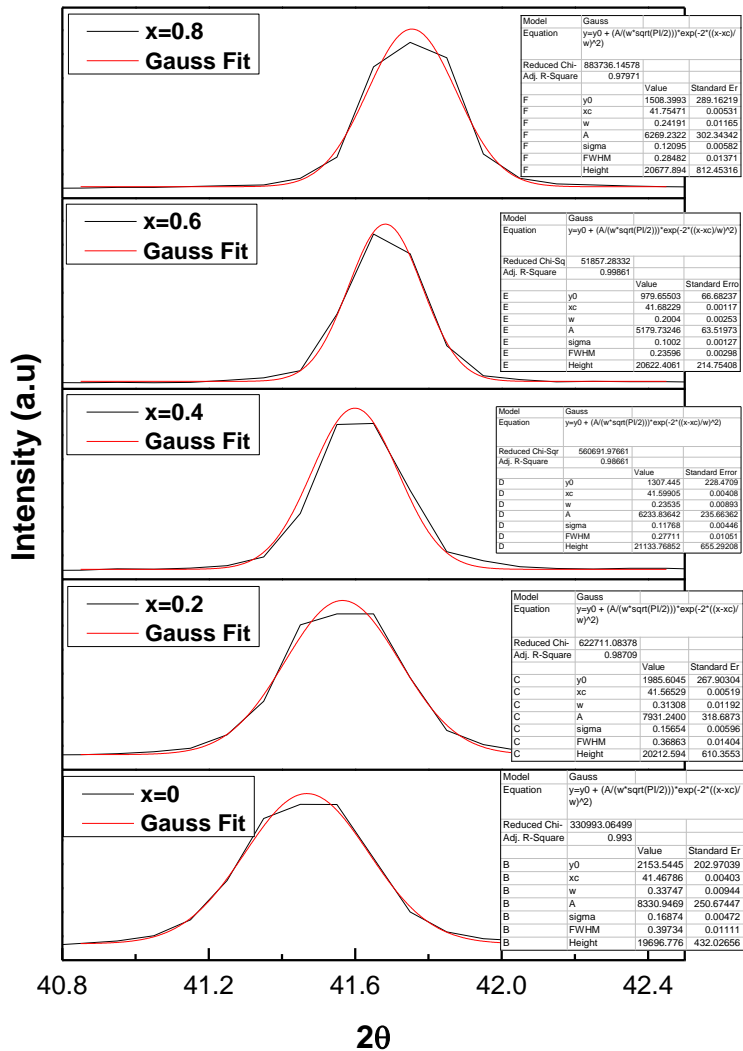 x=0.8
Gauss Fit
Model Gauss
Equation y=y0 + (A/(w*sqrt(PI/2)))*exp(-2*((x-xc)/
w)^2)
Reduced Chi- 883736.14578
Adj. R-Square 0.97971
Value Standard Er
F y0 1508.3993 289.16219
F xc 41.75471 0.00531
F w 0.24191 0.01165
F A 6269.2322 302.34342
F sigma 0.12095 0.00582
F FWHM 0.28482 0.01371
F Height 20677.894 812.45316
x=0.6
Gauss Fit
Model Gauss
Equation y=y0 + (A/(w*sqrt(PI/2)))*exp(-2*((x-xc)/w)^2)
Reduced Chi-Sq 51857.28332
Adj. R-Square 0.99861
Value Standard Erro
E y0 979.65503 66.68237
E xc 41.68229 0.00117
E w 0.2004 0.00253
E A 5179.73246 63.51973
E sigma 0.1002 0.00127
E FWHM 0.23596 0.00298
E Height 20622.4061 214.75408
x=0.4
Gauss Fit
Model Gauss
Equation y=y0 + (A/(w*sqrt(PI/2)))*exp(-2*((x-xc)/w)^2)
Reduced Chi-Sqr 560691.97661
Adj. R-Square 0.98661
Value Standard Error
D y0 1307.445 228.4709
D xc 41.59905 0.00408
D w 0.23535 0.00893
D A 6233.83642 235.66362
D sigma 0.11768 0.00446
D FWHM 0.27711 0.01051
D Height 21133.76852 655.29208
x=0.2
Gauss Fit
Model Gauss
Equation y=y0 + (A/(w*sqrt(PI/2)))*exp(-2*((x-xc)/
w)^2)
Reduced Chi- 622711.08378
Adj. R-Square 0.98709
Value Standard Er
C y0 1985.6045 267.90304
C xc 41.56529 0.00519
C w 0.31308 0.01192
C A 7931.2400 318.6873
C sigma 0.15654 0.00596
C FWHM 0.36863 0.01404
C Height 20212.594 610.3553
x=0
Gauss Fit
Model Gauss
Equation y=y0 + (A/(w*sqrt(PI/2)))*exp(-2*((x-xc)/
w)^2)
Reduced Chi- 330993.06499
Adj. R-Square 0.993
Value Standard Er
B y0 2153.5445 202.97039
B xc 41.46786 0.00403
B w 0.33747 0.00944
B A 8330.9469 250.67447
B sigma 0.16874 0.00472
B FWHM 0.39734 0.01111
B Height 19696.776 432.02656
Intensity (a.u)
40.8 41.2 41.6 42.0 42.4
2θ